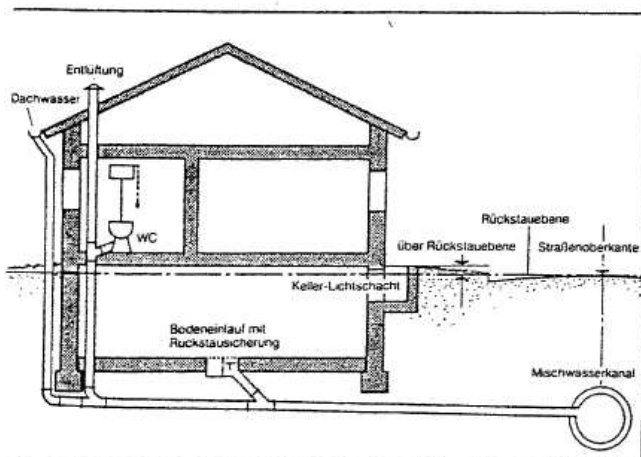 Entlüftung
Dachwasser
WC
Rückstauebene
über Rückstauebene
Straßenoberkante
Keller-Lichtschacht
Bodeneinlauf mit
Rückstausicherung
Mischwasserkanal